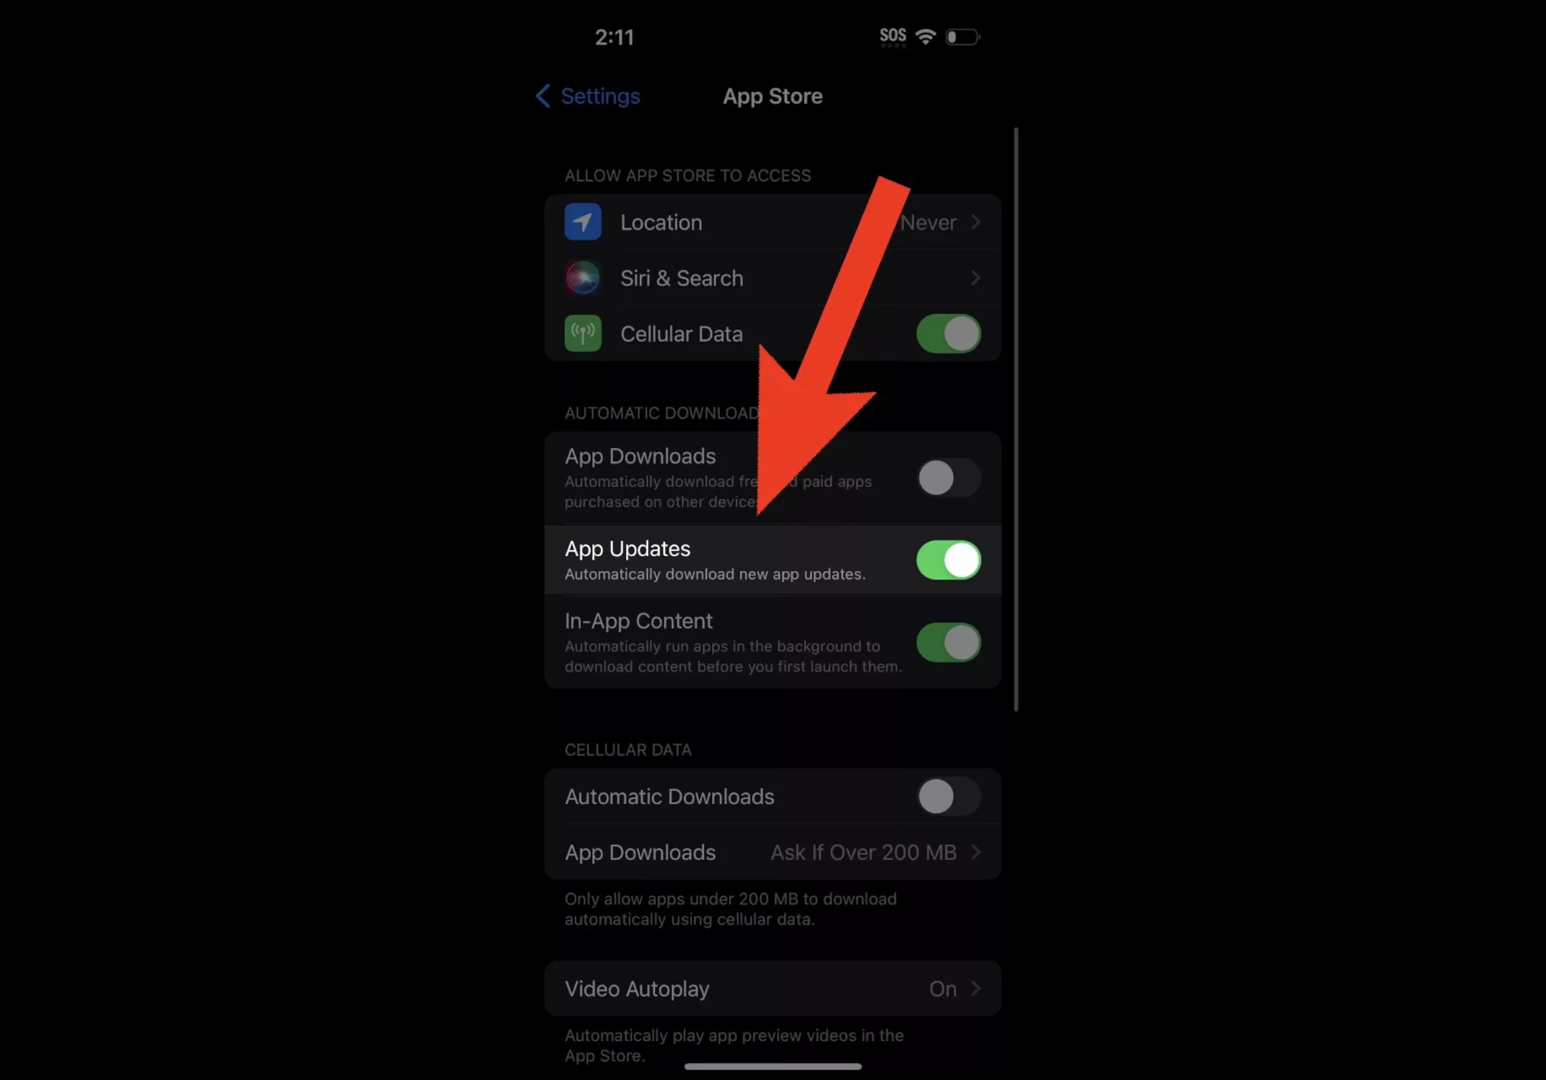 2:11
SOS
Settings
App Store
ALLOW APP STORE TO ACCESS
Location
Never
Siri & Search
Cellular Data
AUTOMATIC DOWNLOAD
App Downloads
Automatically download fre d paid apps
purchased on other device
App Updates
Automatically download new app updates.
In-App Content
Automatically run apps in the background to
download content before you first launch them.
CELLULAR DATA
Automatic Downloads
App Downloads
Ask If Over 200 MB
Only allow apps under 200 MB to download
automatically using cellular data.
Video Autoplay
On
Automatically play app preview videos in the
App Store.